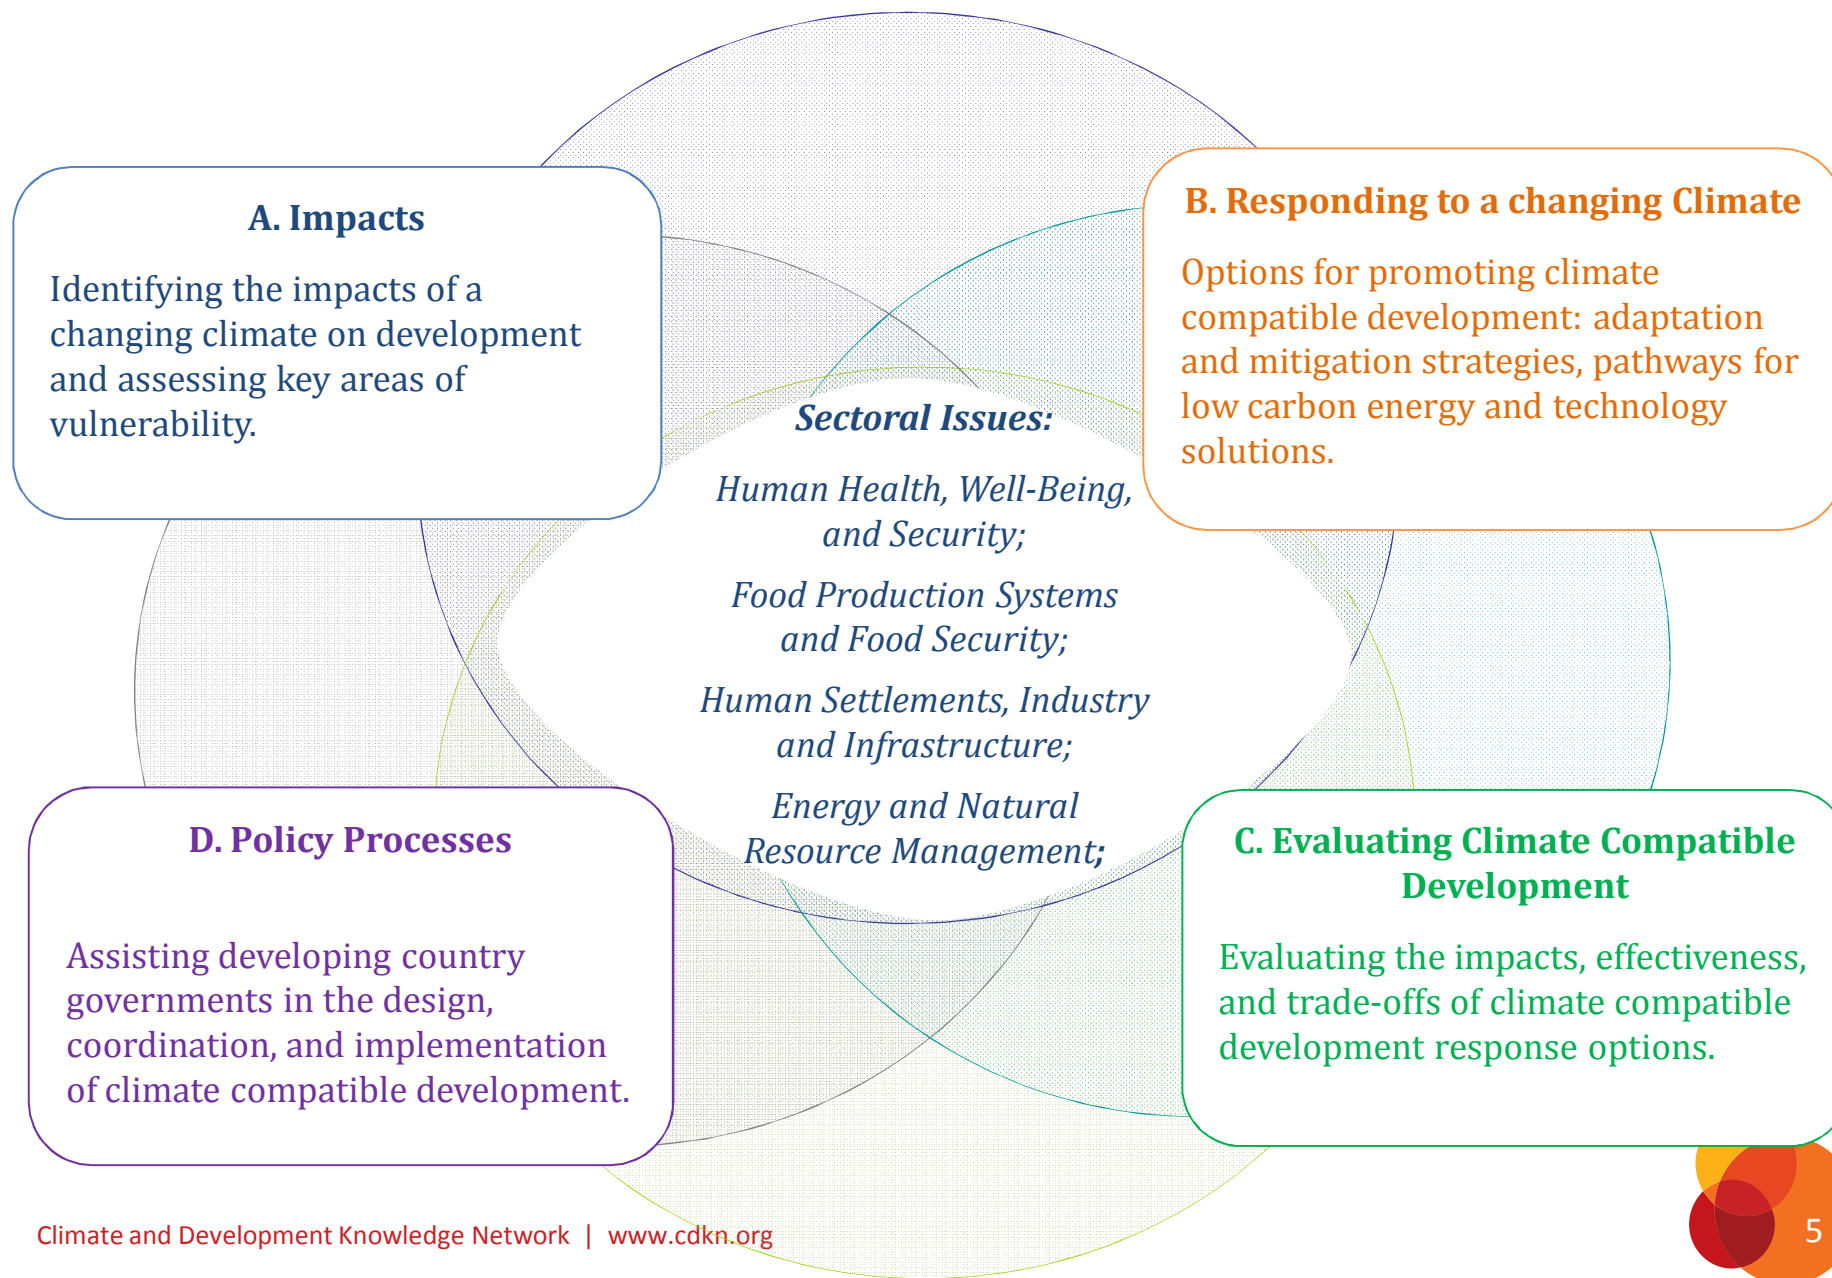 A. Impacts
Identifying the impacts of a
changing climate on development
and assessing key areas of
vulnerability.
B. Responding to a changing Climate
Options for promoting climate
compatible development: adaptation
and mitigation strategies, pathways for
low carbon energy and technology
solutions.
Sectoral Issues:
Human Health, Well-Being,
and Security;
Food Production Systems
and Food Security;
Human Settlements, Industry
and Infrastructure;
Energy and Natural
Resource Management;
D. Policy Processes
Assisting developing country
governments in the design,
coordination, and implementation
of climate compatible development.
C. Evaluating Climate Compatible
Development
Evaluating the impacts, effectiveness,
and trade-offs of climate compatible
development response options.
Climate and Development Knowledge Network | www.cdkn.org
5